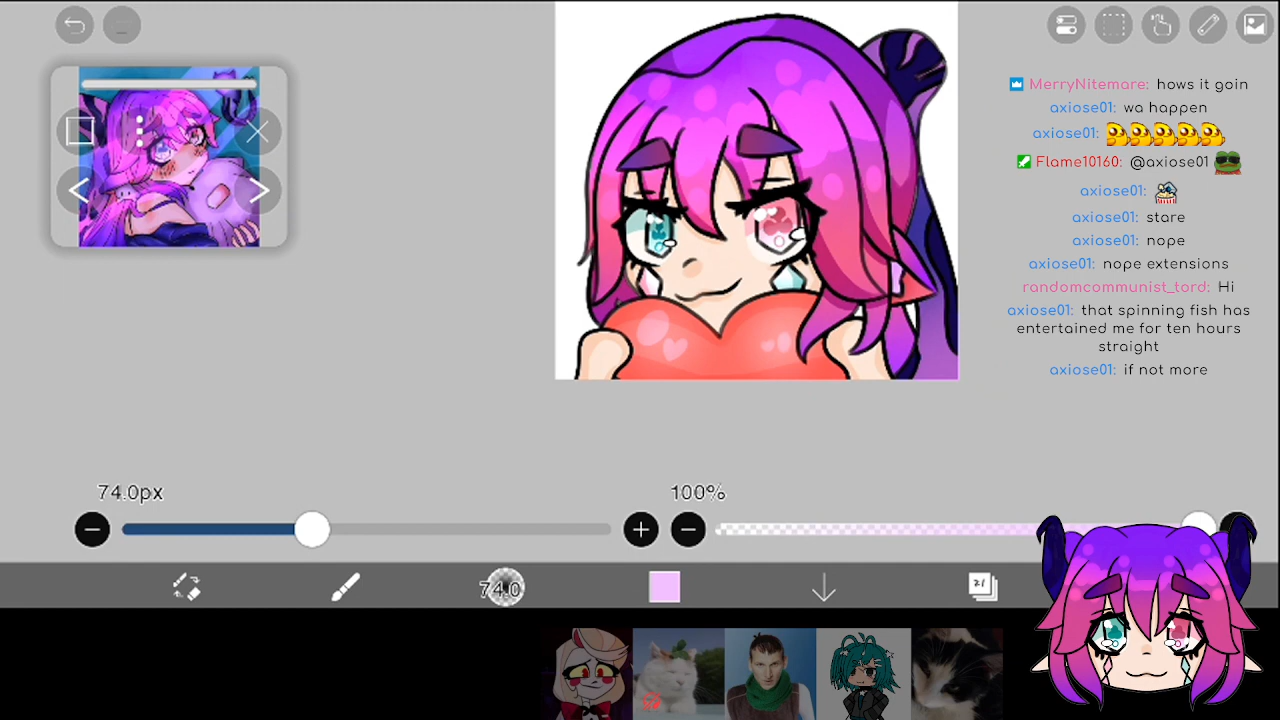 MerryNitemare: hows it goin
axiose01: wa happen
axiose01:
Flame10160: @axiose01
axiose01:
axiose01: store
axiose01: nope
axiose01: nope extensions
randomcommunist_tord: Hi
axiose01: that spinning fish has
entertained me for ten hours
straight
axiose01: if not more
74.0px
100%
74.0
21